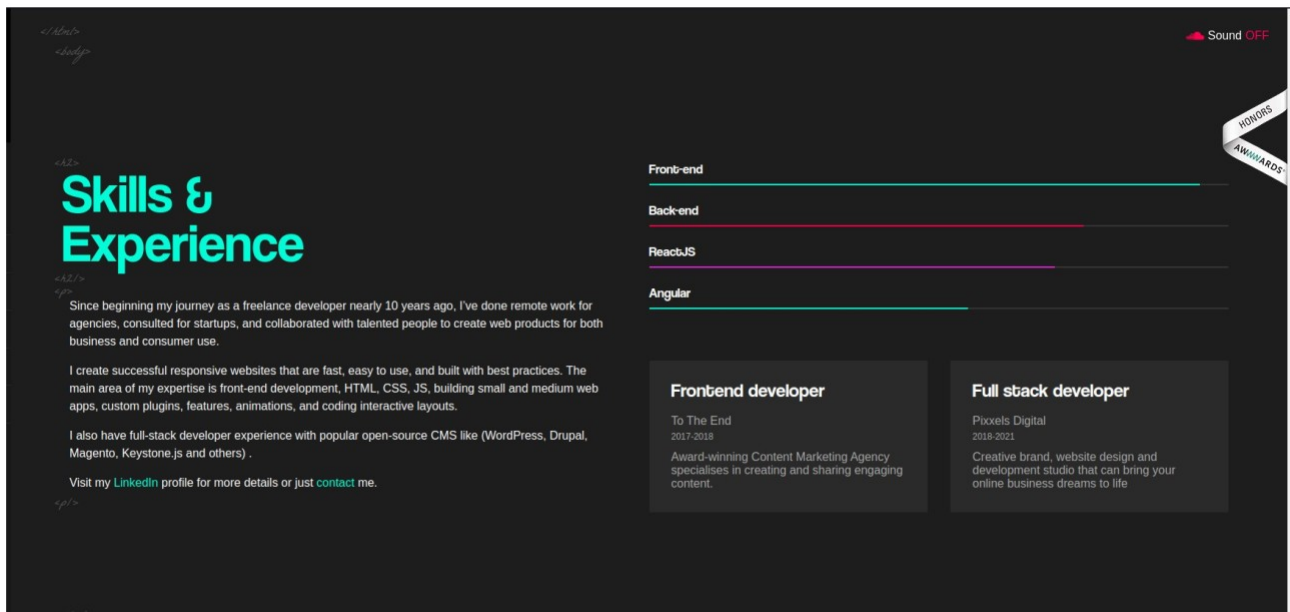 </html>
<body>
Sound OFF
HONORS
AWWWARDS
<h2>
Skills &
Experience
<h2/>
<p>
Since beginning my journey as a freelance developer nearly 10 years ago, I've done remote work for
agencies, consulted for startups, and collaborated with talented people to create web products for both
business and consumer use.
I create successful responsive websites that are fast, easy to use, and built with best practices. The
main area of my expertise is front-end development, HTML, CSS, JS, building small and medium web
apps, custom plugins, features, animations, and coding interactive layouts.
I also have full-stack developer experience with popular open-source CMS like (WordPress, Drupal,
Magento, Keystone.js and others) .
Visit my LinkedIn profile for more details or just contact me.
<p/>
Front-end
Back-end
ReactJS
Angular
Frontend developer
To The End
2017-2018
Award-winning Content Marketing Agency
specialises in creating and sharing engaging
content.
Full stack developer
Pixxels Digital
2018-2021
Creative brand, website design and
development studio that can bring your
online business dreams to life